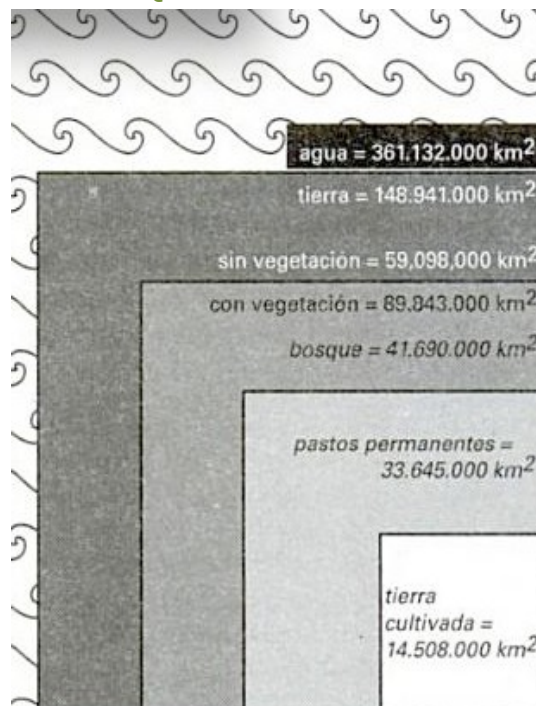 agua = 361.132.000 km²
tierra = 148.941.000 km²
sin vegetación = 59,098,000 km²
con vegetación = 89.843.000 km²
bosque = 41.690.000 km²
pastos permanentes =
33.645.000 km²
tierra
cultivada =
14.508.000 km²